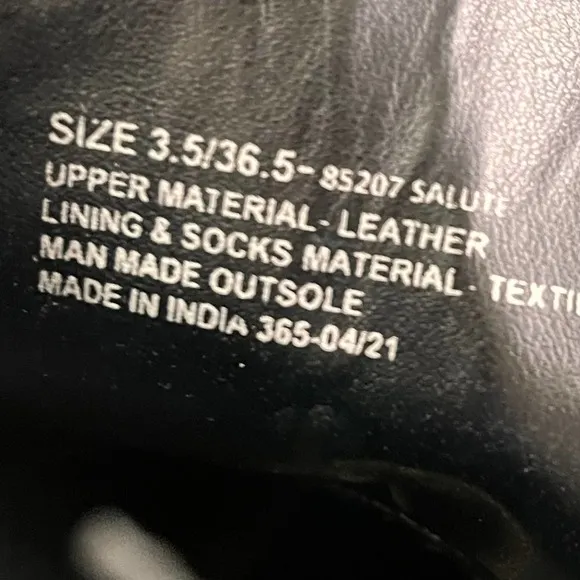 SIZE 3.5/36.5- 85207 SALUTE
UPPER MATERIAL- LEATHER
LINING & SOCKS MATERIAL- TEXTI
MAN MADE OUTSOLE
MADE IN INDIA 365-04/21